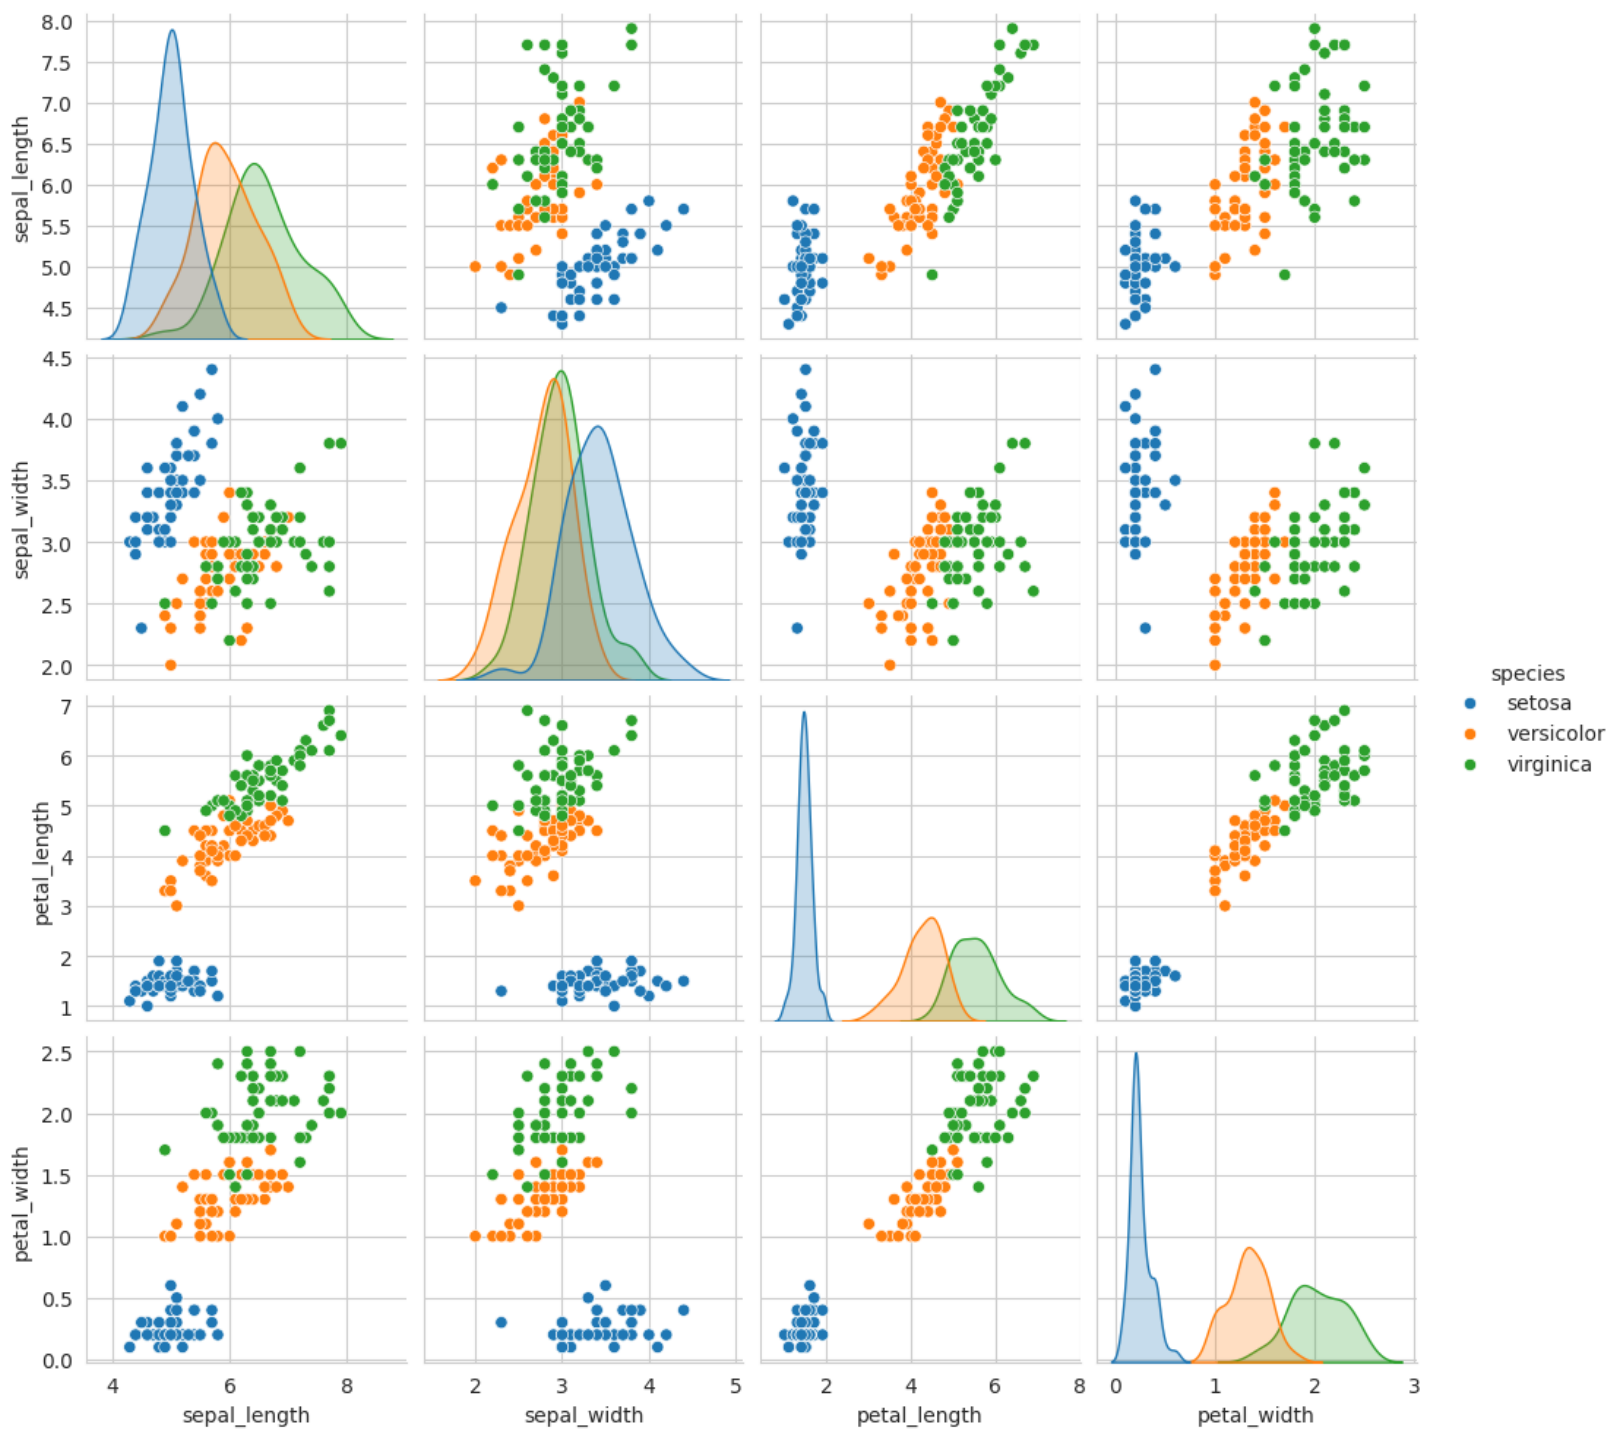 8.0
7.5
7.0
6.5
6.0
5.5
5.0
4.5
sepal_length
4.5
4.0
3.5
3.0
2.5
2.0
sepal_width
7
6
5
4
3
2
1
petal_length
2.5
2.0
1.5
1.0
0.5
0.0
petal_width
4 6 8
sepal_length
2 3 4 5
sepal_width
2 4 6 8
petal_length
0 1 2 3
petal_width
species
setosa
versicolor
virginica